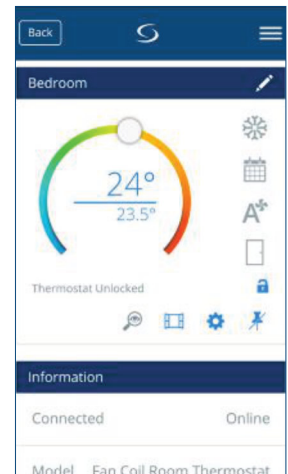 Back
Bedroom
24°
23.5°
A
Thermostat Unlocked
Information
Connected Online
Model Fan Coil Room Thermostat